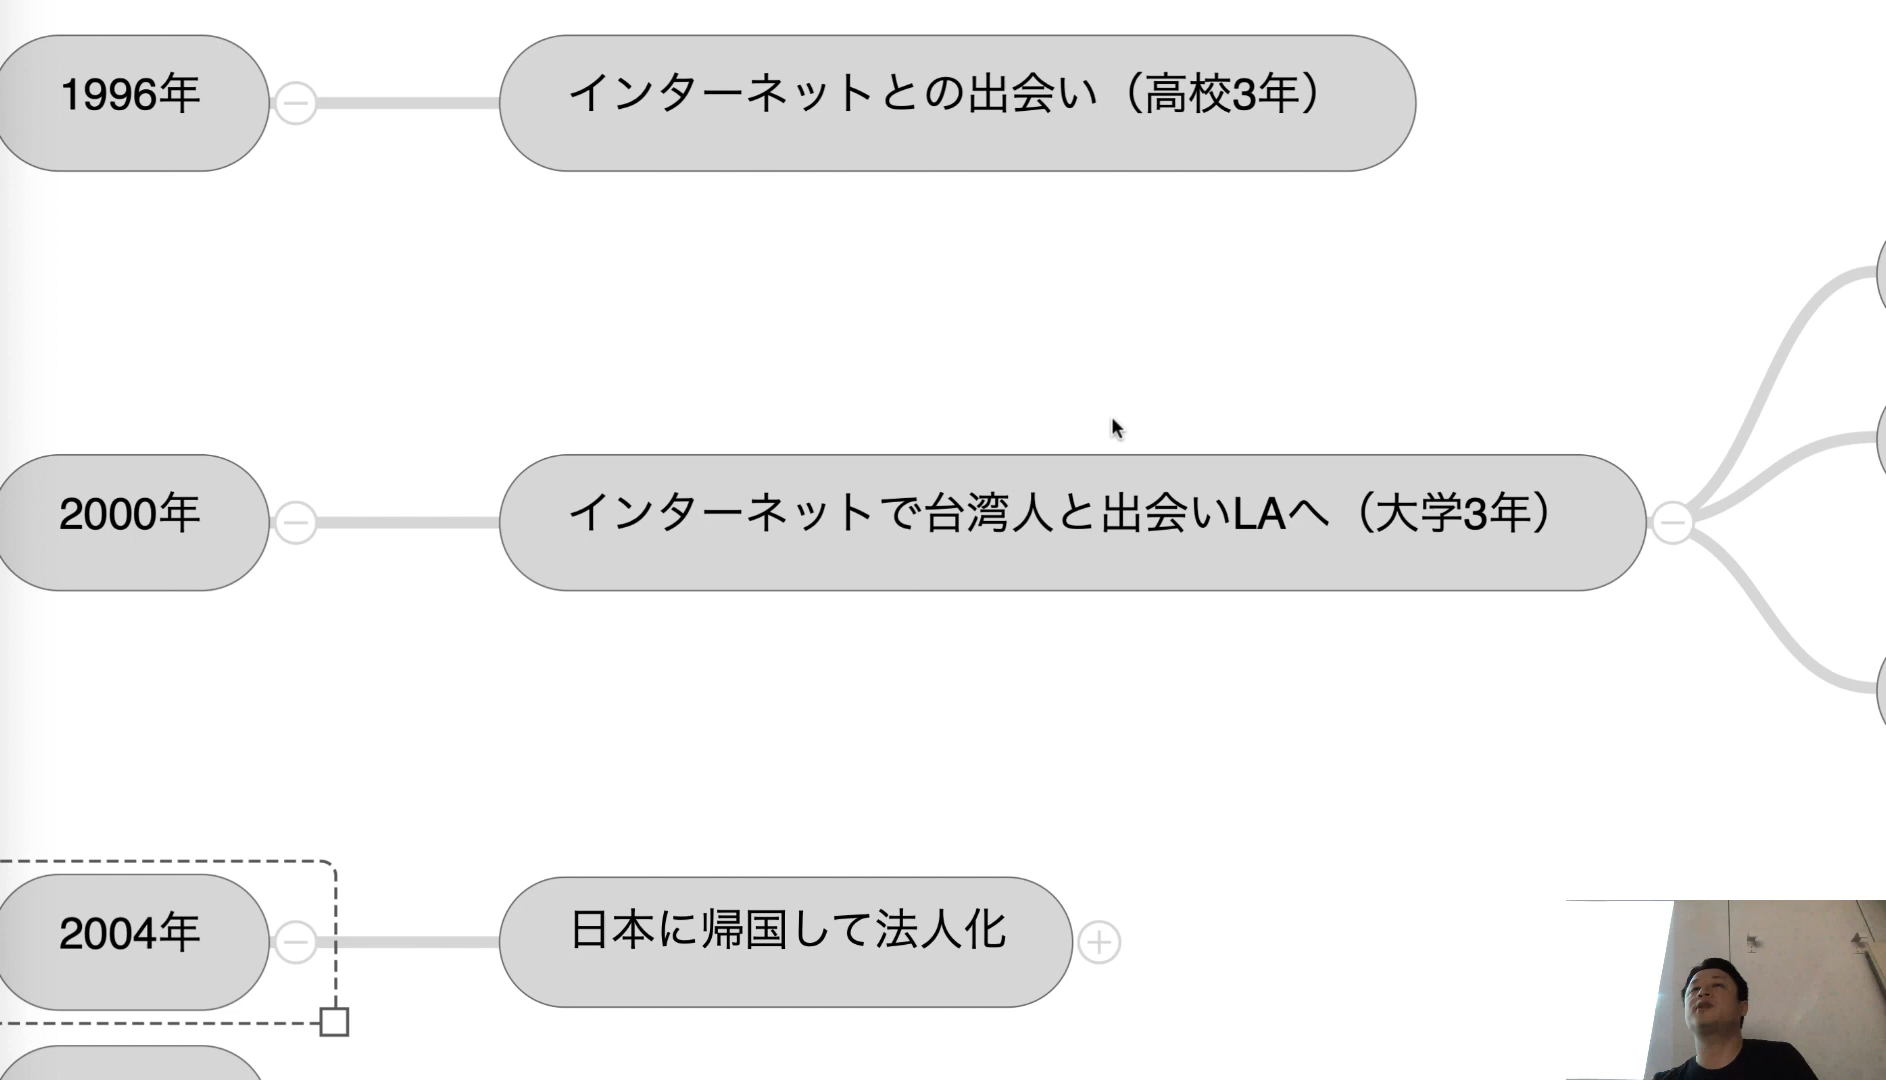 1996年
インターネットとの出会い（高校3年）
2000年
インターネットで台湾人と出会いLAへ（大学3年）
2004年
日本に帰国して法人化